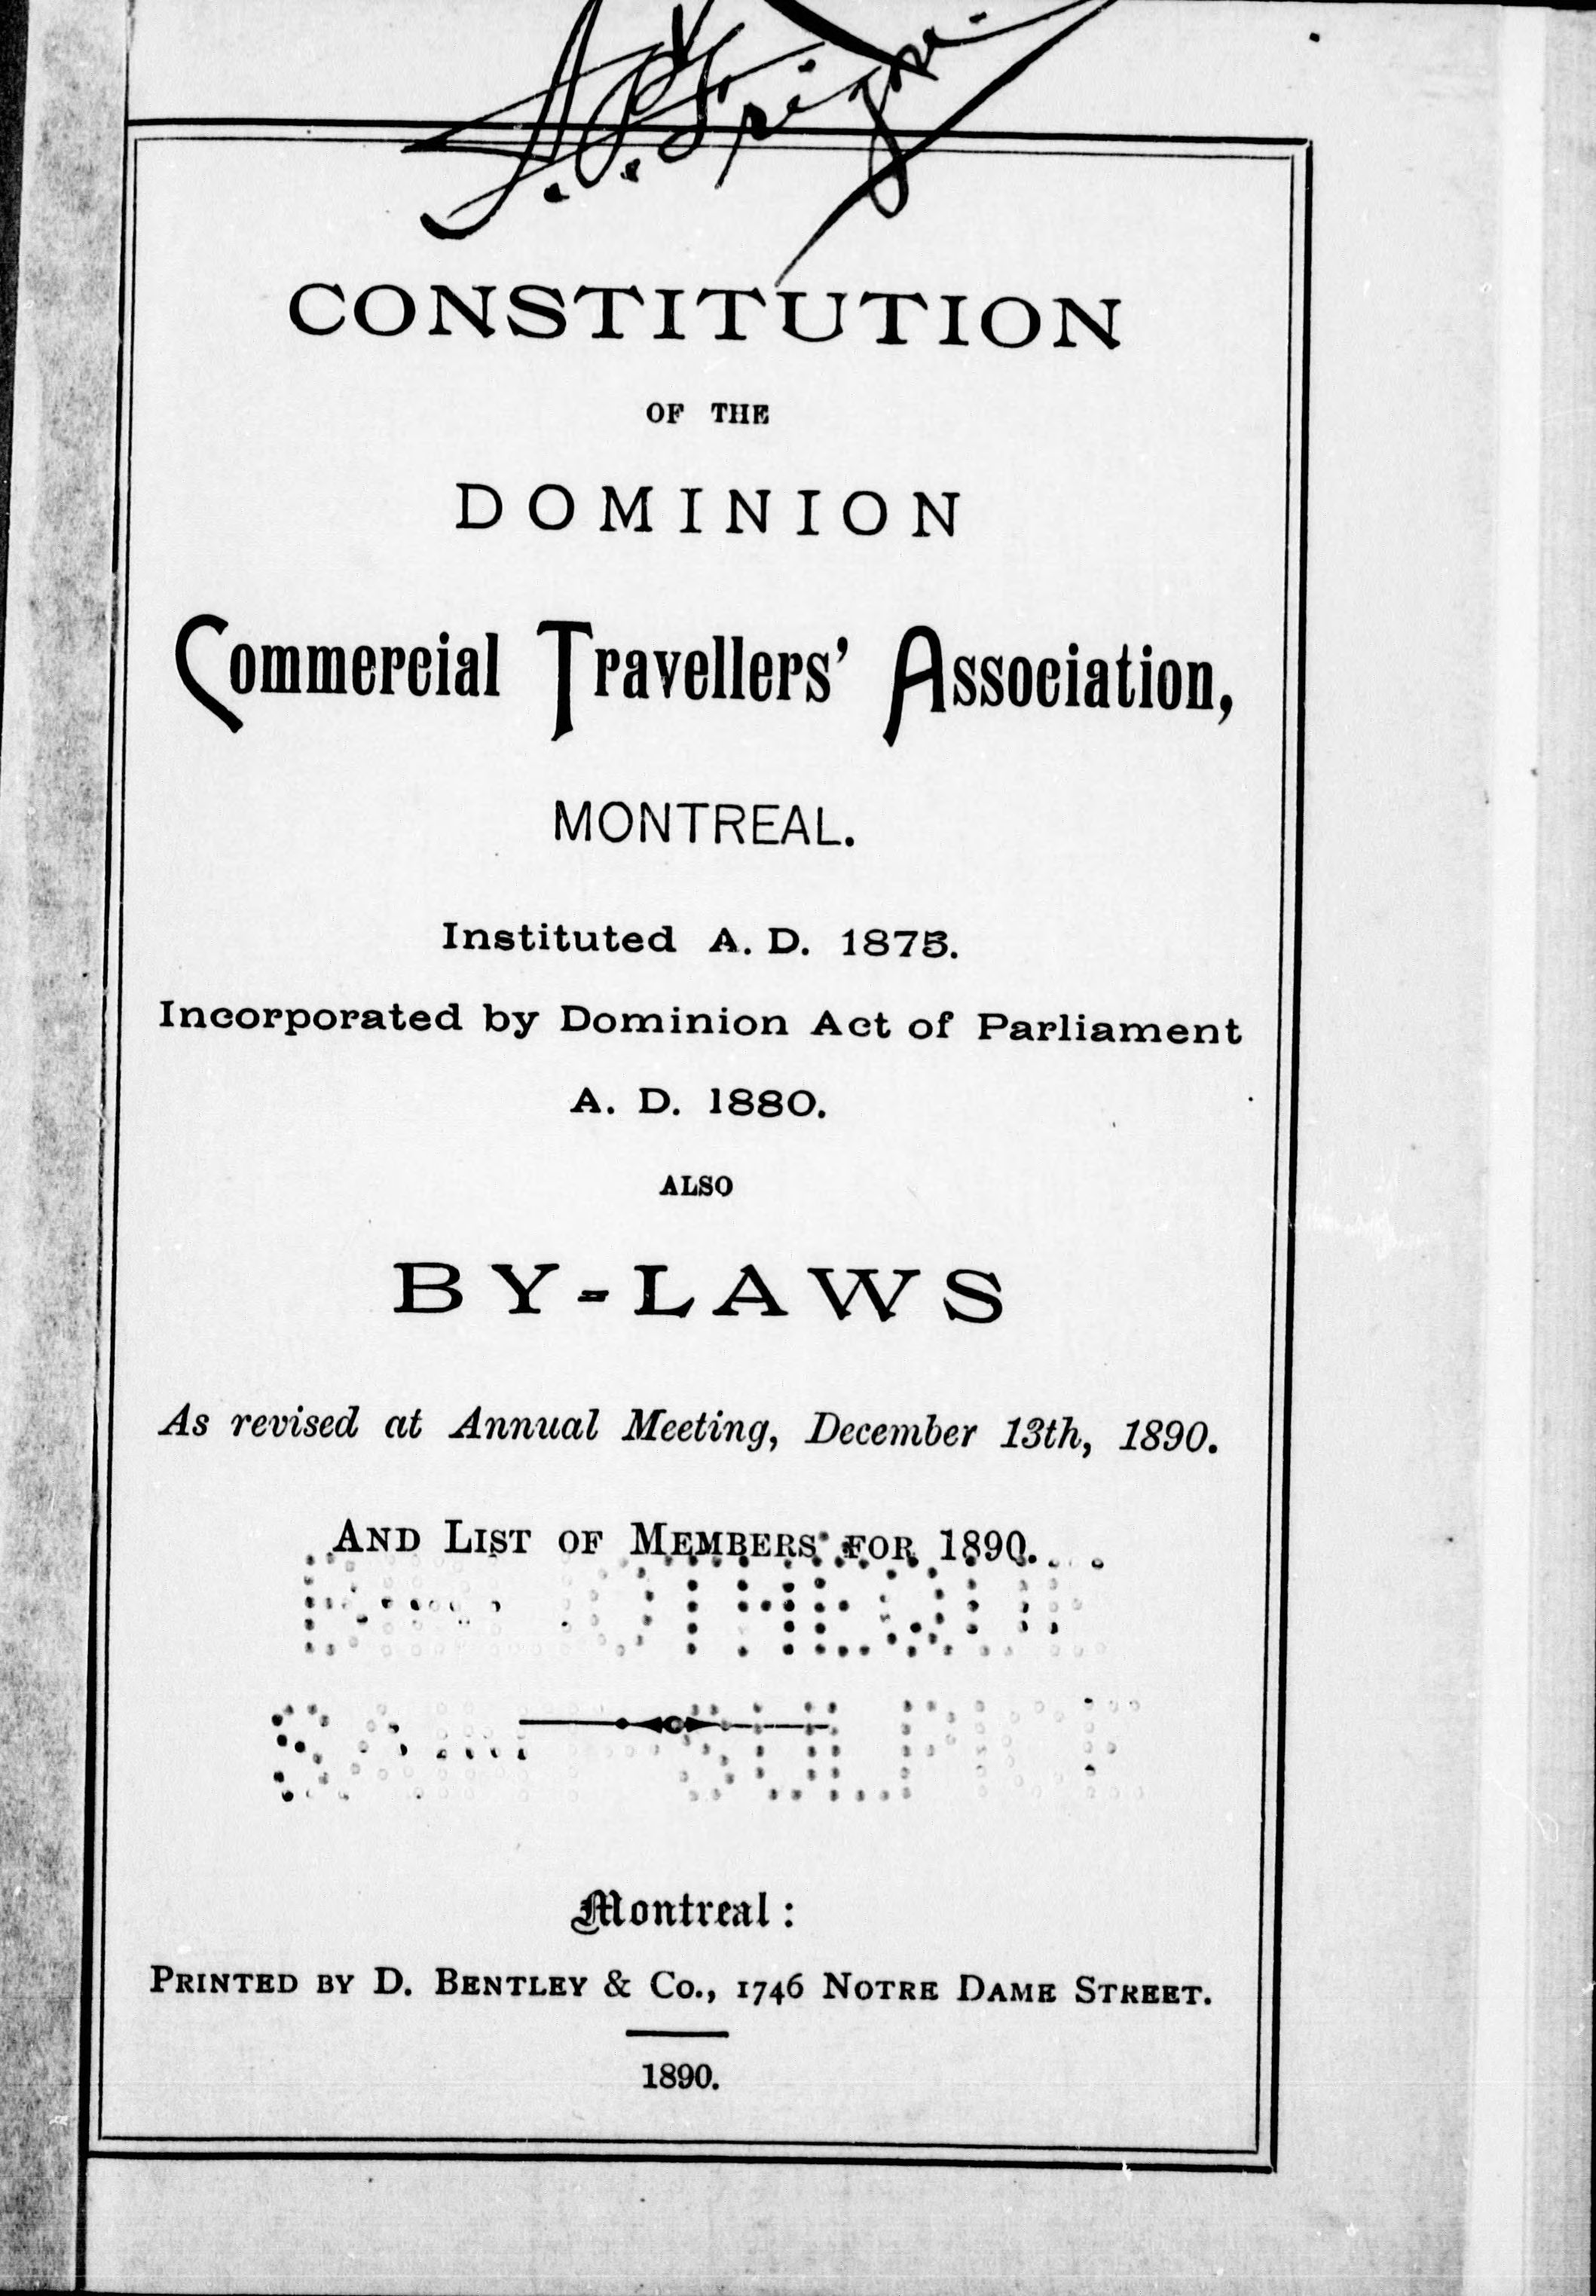 CONSTITUTION
OF THE
DOMINION
Commercial Travellers' Association,
MONTREAL.
Instituted A. D. 1875.
Incorporated by Dominion Act of Parliament
A. D. 1880.
ALSO
BY-LAWS
As revised at Annual Meeting, December 13th, 1890.
AND LIST OF MEMBERS FOR 1890.
Montreal:
PRINTED BY D. BENTLEY & CO., 1746 NOTRE DAME STREET.
1890.